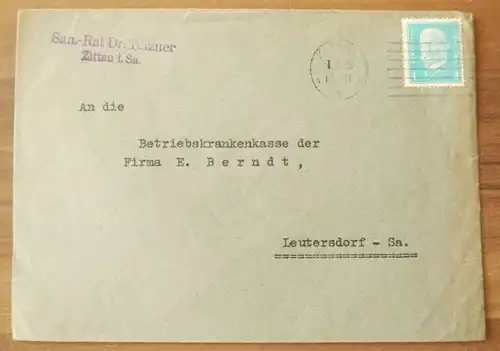 San.-Rat Dr.
Zittau i. Sa.
An die
Betriebskrankenkasse der
Firma E. Berndt,
Leutersdorf - Sa.